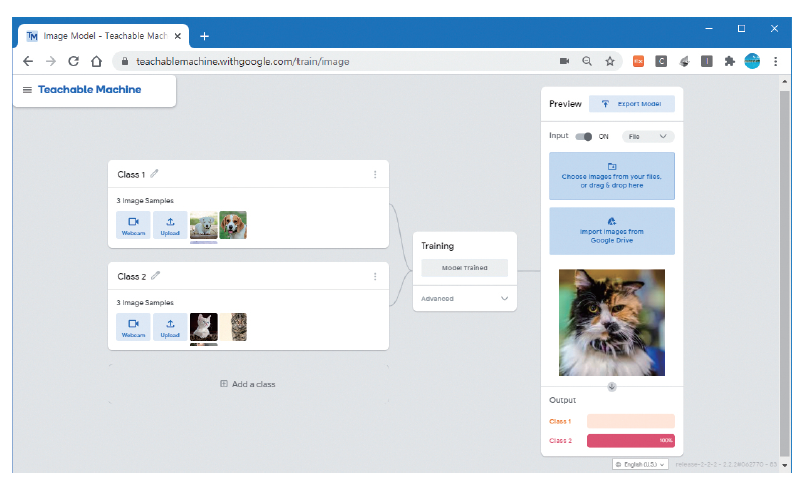 Image Model - Teachable Mach
teachablemachine.withgoogle.com/train/image
Teachable Machine
Preview
Export Model
Input
ON
File
Choose images from your files,
or drag & drop here
Import images from
Google Drive
Class 1
3 Image Samples
Webcam
Upload
Class 2
3 Image Samples
Webcam
Upload
Add a class
Training
Model Trained
Advanced
Output
Class 1
Class 2
100%
English (U.S.)